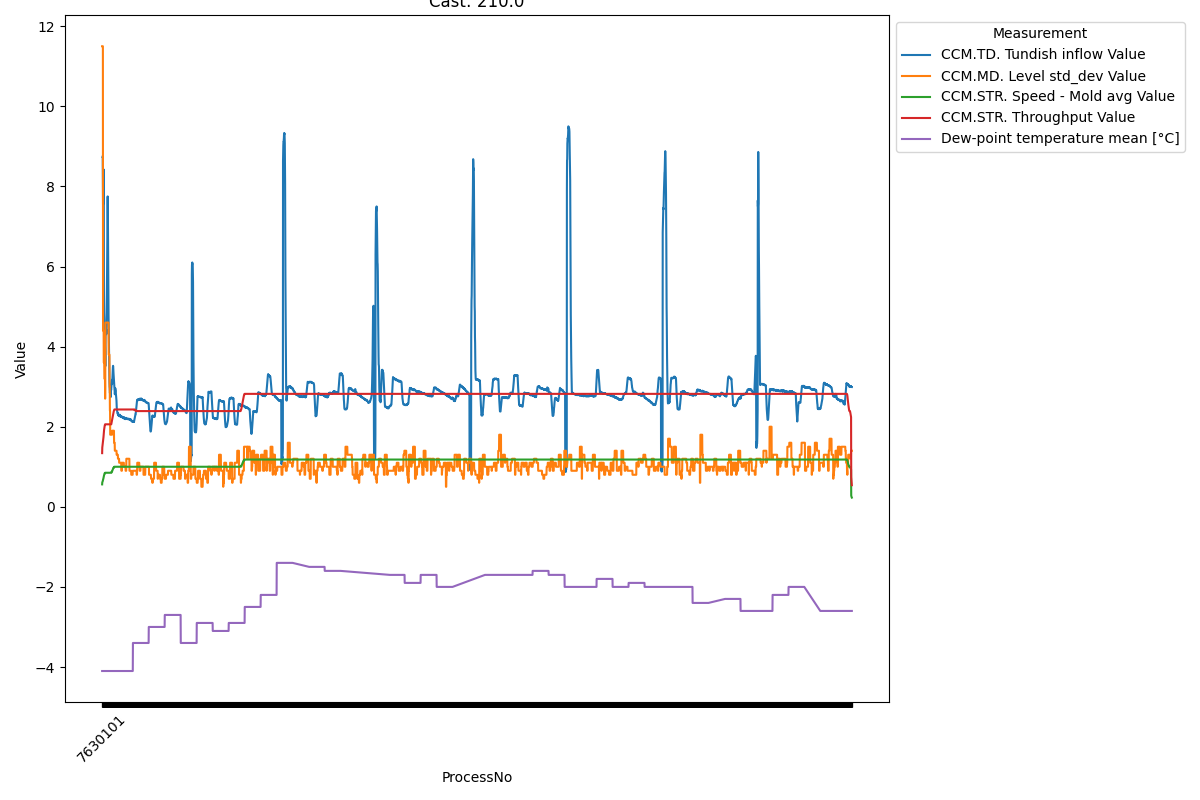 Cast: 210.0
Measurement
CCM.TD. Tundish inflow Value
CCM.MD. Level std_dev Value
CCM.STR. Speed - Mold avg Value
CCM.STR. Throughput Value
Dew-point temperature mean [°C]
12
10
8
6
4
2
0
−2
−4
Value
7630101
ProcessNo